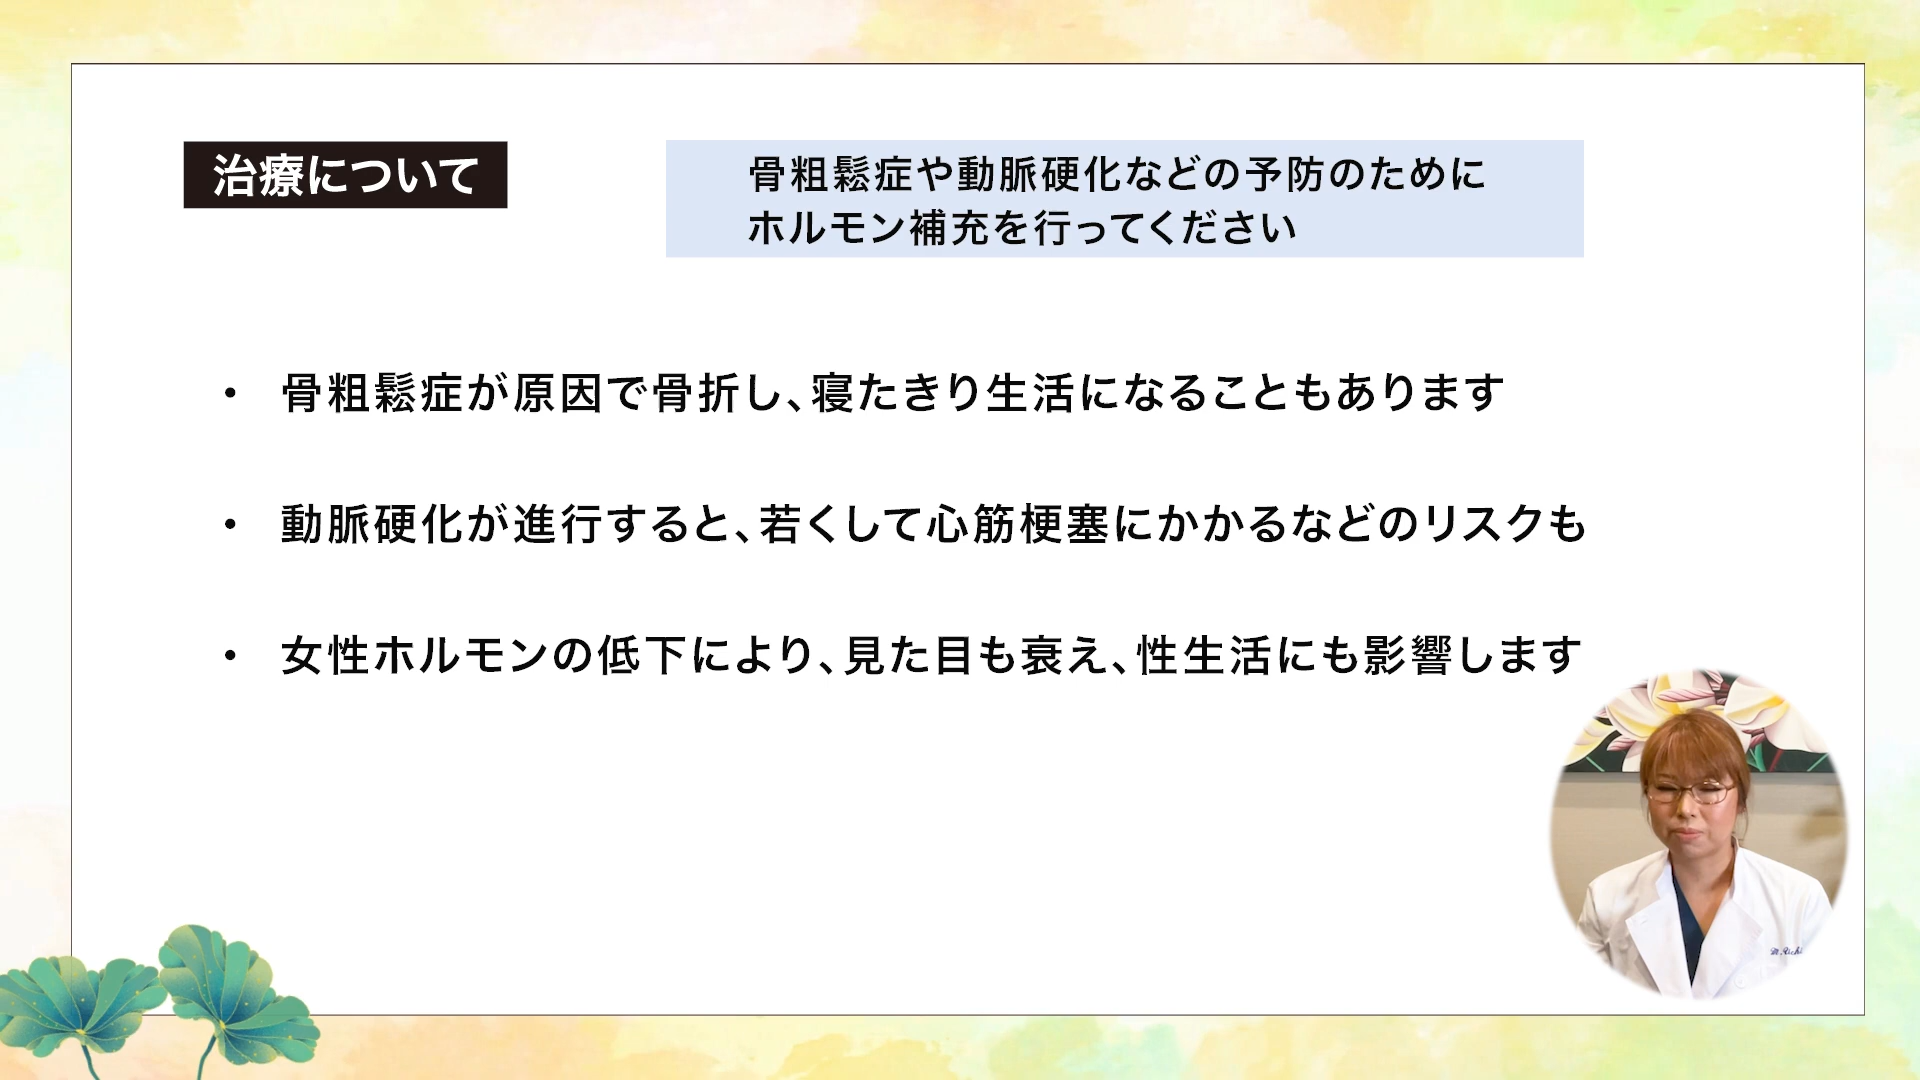 治療について
骨粗鬆症や動脈硬化などの予防のために
ホルモン補充を行ってください
・ 骨粗鬆症が原因で骨折し、寝たきり生活になることもあります
・ 動脈硬化が進行すると、若くして心筋梗塞にかかるなどのリスクも
・ 女性ホルモンの低下により、見た目も衰え、性生活にも影響します